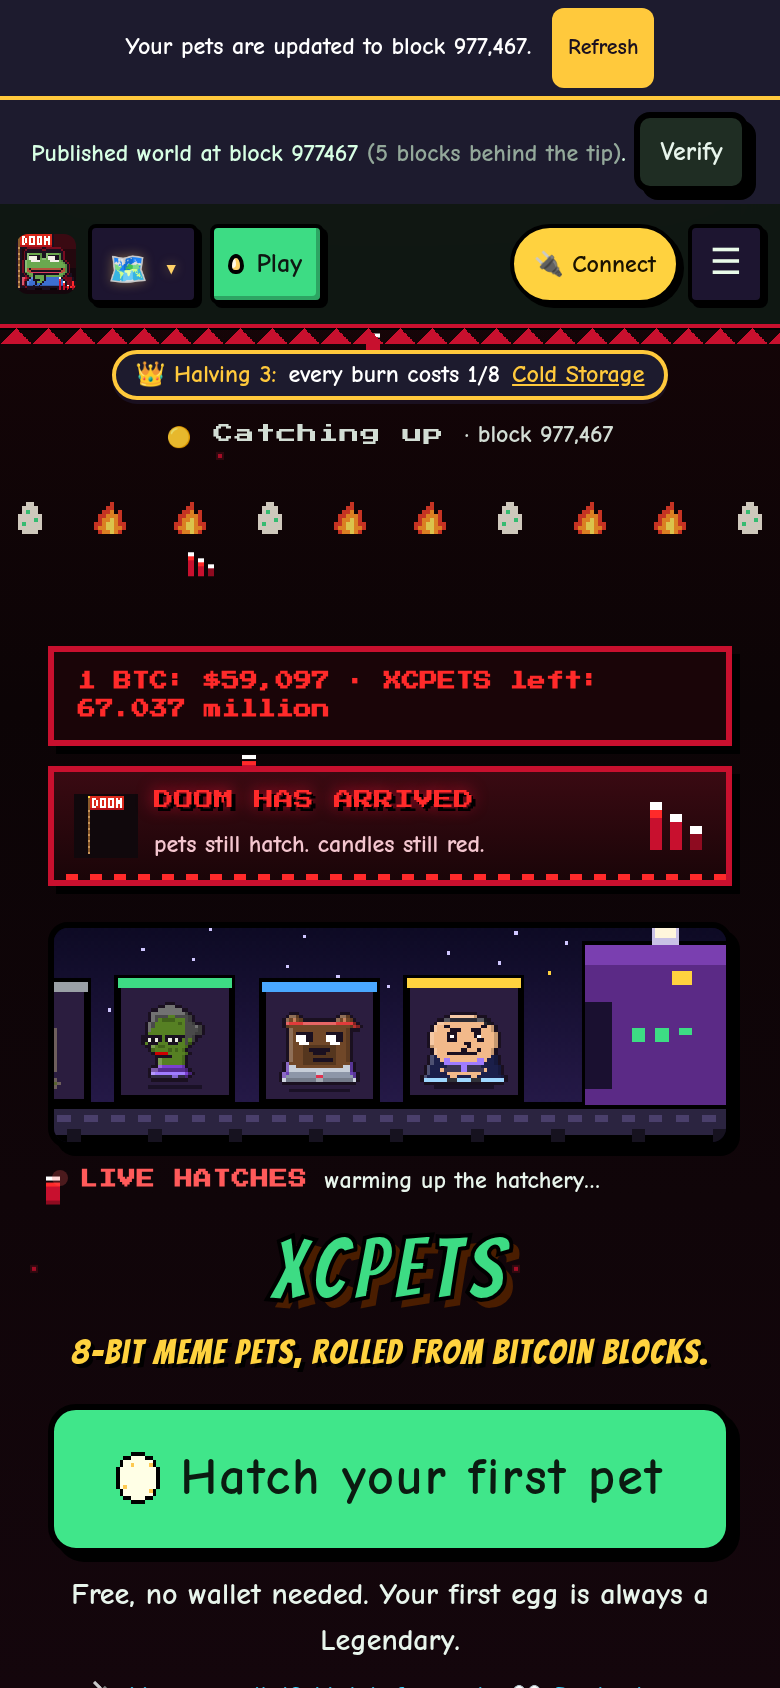 Your pets are updated to block 977,467. Refresh
Published world at block 977467 (5 blocks behind the tip). Verify
DOOM
Play
Connect
Halving 3: every burn costs 1/8 Cold Storage
Catching up · block 977,467
1 BTC: $59,097 · XCPETS left:
67.037 million
DOOM
DOOM HAS ARRIVED
pets still hatch. candles still red.
LIVE HATCHES warming up the hatchery...
XCPETS
8-BIT MEME PETS, ROLLED FROM BITCOIN BLOCKS.
Hatch your first pet
Free, no wallet needed. Your first egg is always a
Legendary.